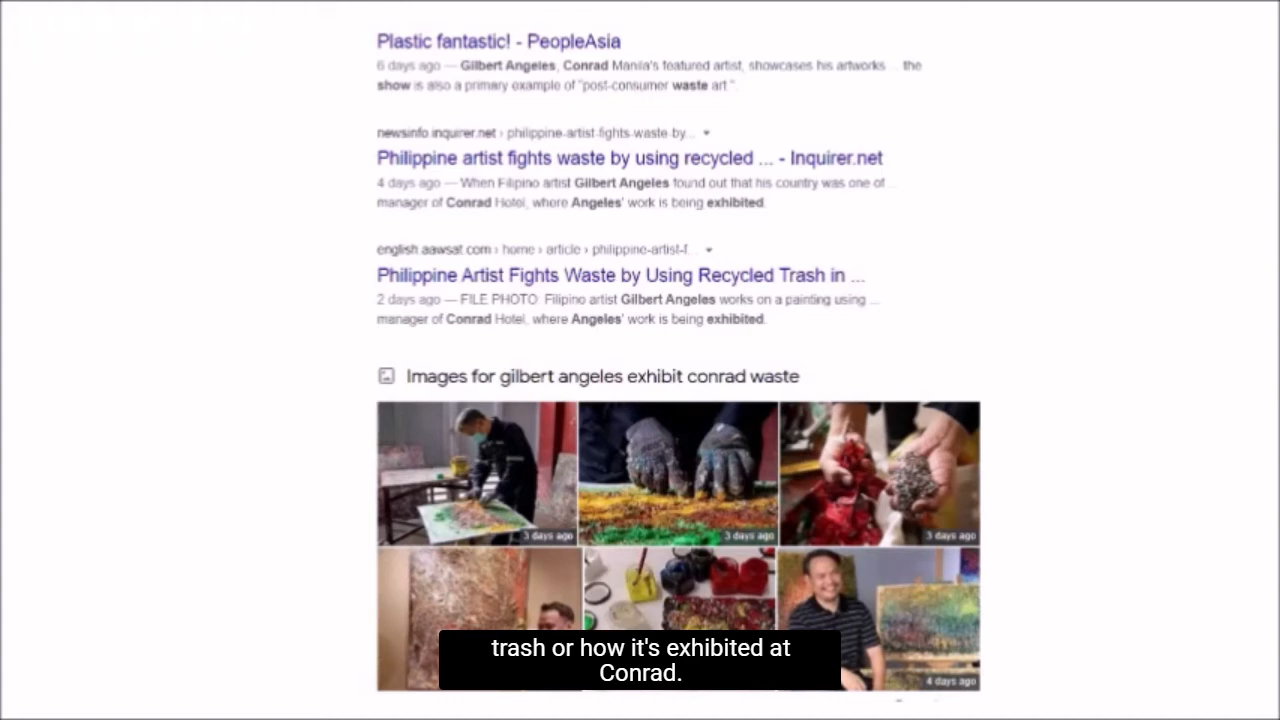 Plastic fantastic! - PeopleAsia
6 days ago — Gilbert Angeles, Conrad Manila's featured artist, showcases his artworks ... the
show is also a primary example of "post-consumer waste art".
newsinfo.inquirer.net › philippine-artist-fights-waste-by...
Philippine artist fights waste by using recycled ... - Inquirer.net
4 days ago — When Filipino artist Gilbert Angeles found out that his country was one of ...
manager of Conrad Hotel, where Angeles' work is being exhibited.
english.aawsat.com › home › article › philippine-artist-f...
Philippine Artist Fights Waste by Using Recycled Trash in ...
2 days ago — FILE PHOTO: Filipino artist Gilbert Angeles works on a painting using ...
manager of Conrad Hotel, where Angeles' work is being exhibited.
Images for gilbert angeles exhibit conrad waste
3 days ago
3 days ago
3 days ago
4 days ago
trash or how it's exhibited at
Conrad.